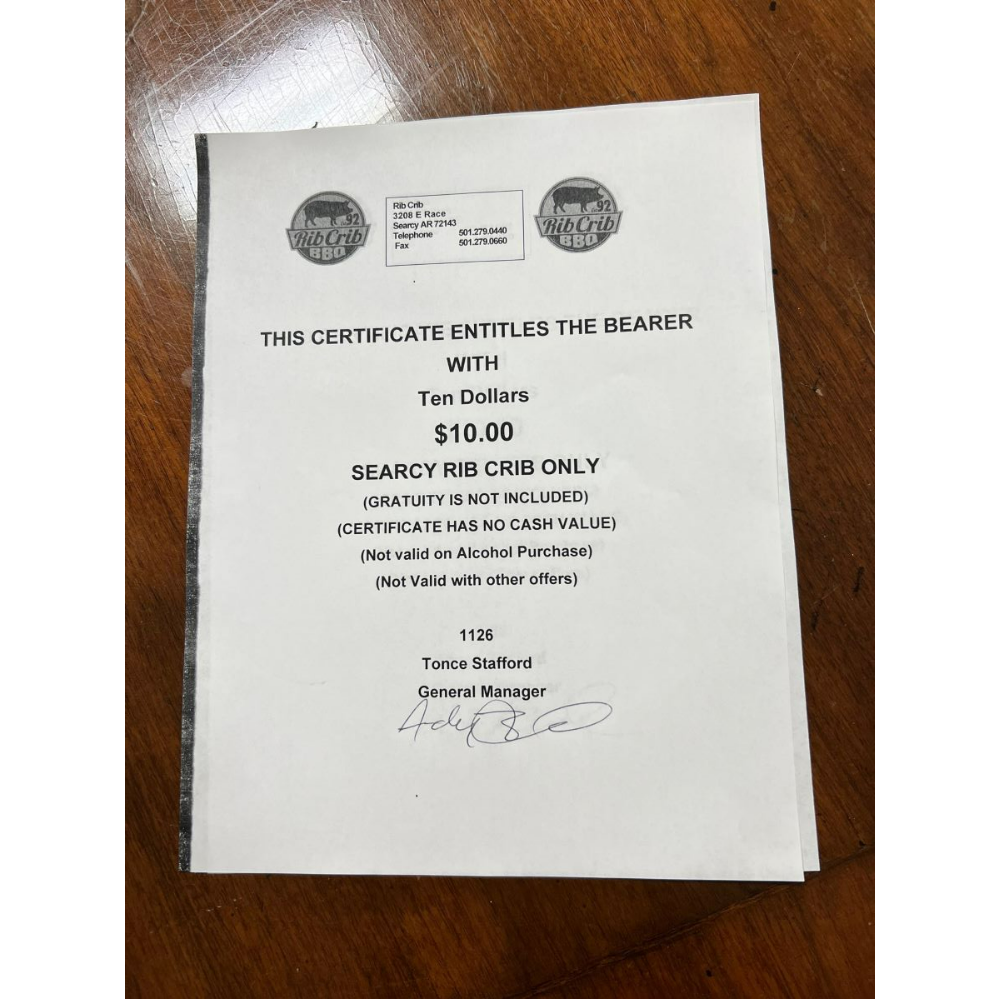 92
Rib Crib
BBQ
Rib Crib
3208 E Race
Searcy AR 72143
Telephone 501.279.0440
Fax 501.279.0660
92
Rib Crib
BBQ
THIS CERTIFICATE ENTITLES THE BEARER
WITH
Ten Dollars
$10.00
SEARCY RIB CRIB ONLY
(GRATUITY IS NOT INCLUDED)
(CERTIFICATE HAS NO CASH VALUE)
(Not valid on Alcohol Purchase)
(Not Valid with other offers)
1126
Tonce Stafford
General Manager